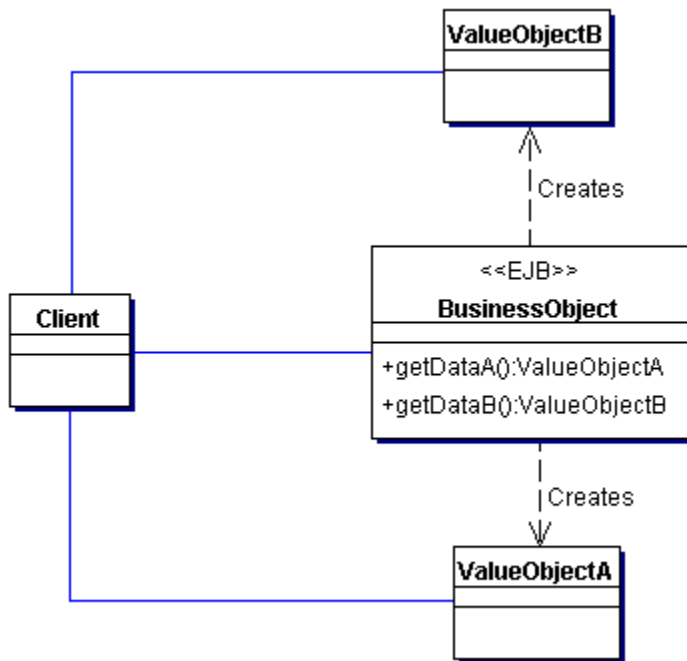 ValueObjectB
Creates
<<EJB>>
BusinessObject
Client
+getDataA():ValueObjectA
+getDataB():ValueObjectB
Creates
ValueObjectA